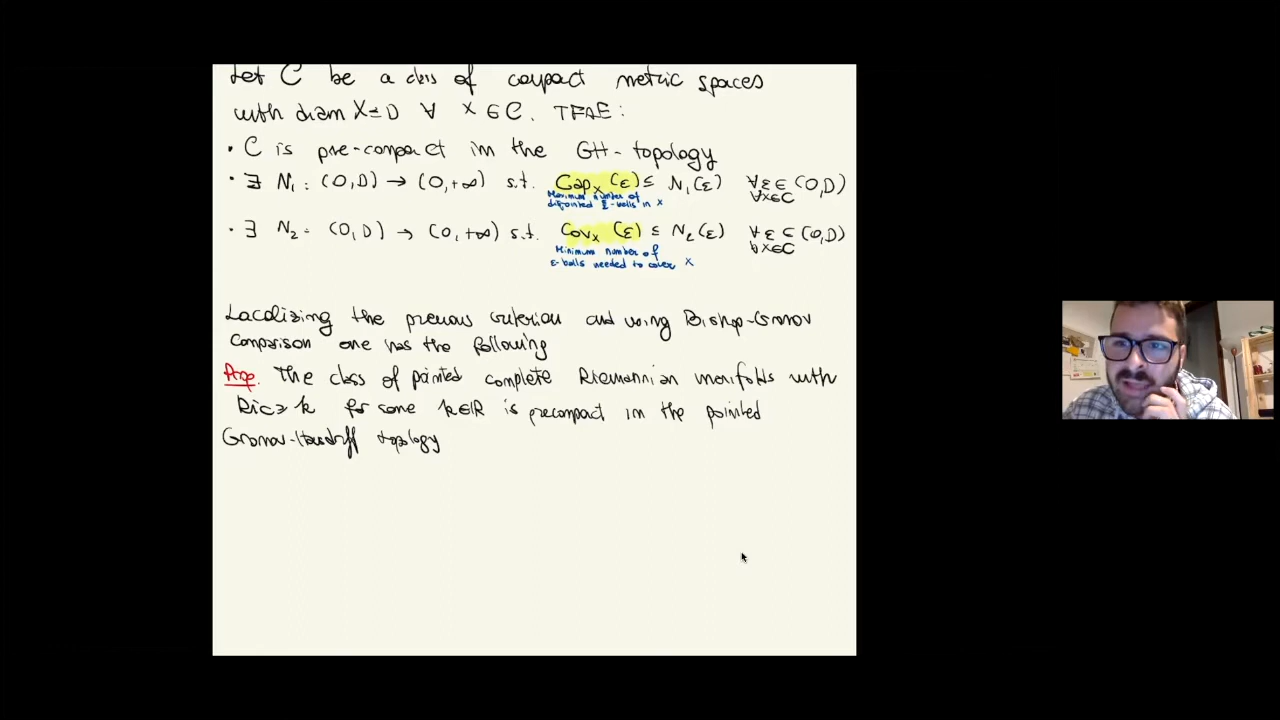 Let C be a class of compact metric spaces
with diam X ≤ D ∀ X ∈ C. TFAE:
• C is pre-compact in the GH-topology
• ∃ N₁ : (0,D) → (0,+∞) s.t. Cap_X (ε) ≤ N₁(ε) ∀ε ∈ (0,D)
∀X∈C
Maximum number of
disjointed ε/2-balls in X
• ∃ N₂ : (0,D) → (0,+∞) s.t. Cov_X (ε) ≤ N₂(ε) ∀ε ∈ (0,D)
∀X∈C
Minimum number of
ε-balls needed to cover X
Localizing the previous criterion and using Bishop-Gromov
comparison one has the following
Prop. The class of pointed complete Riemannian manifolds with
Ric ≥ k for some k∈ℝ is precompact in the pointed
Gromov-Hausdorff topology